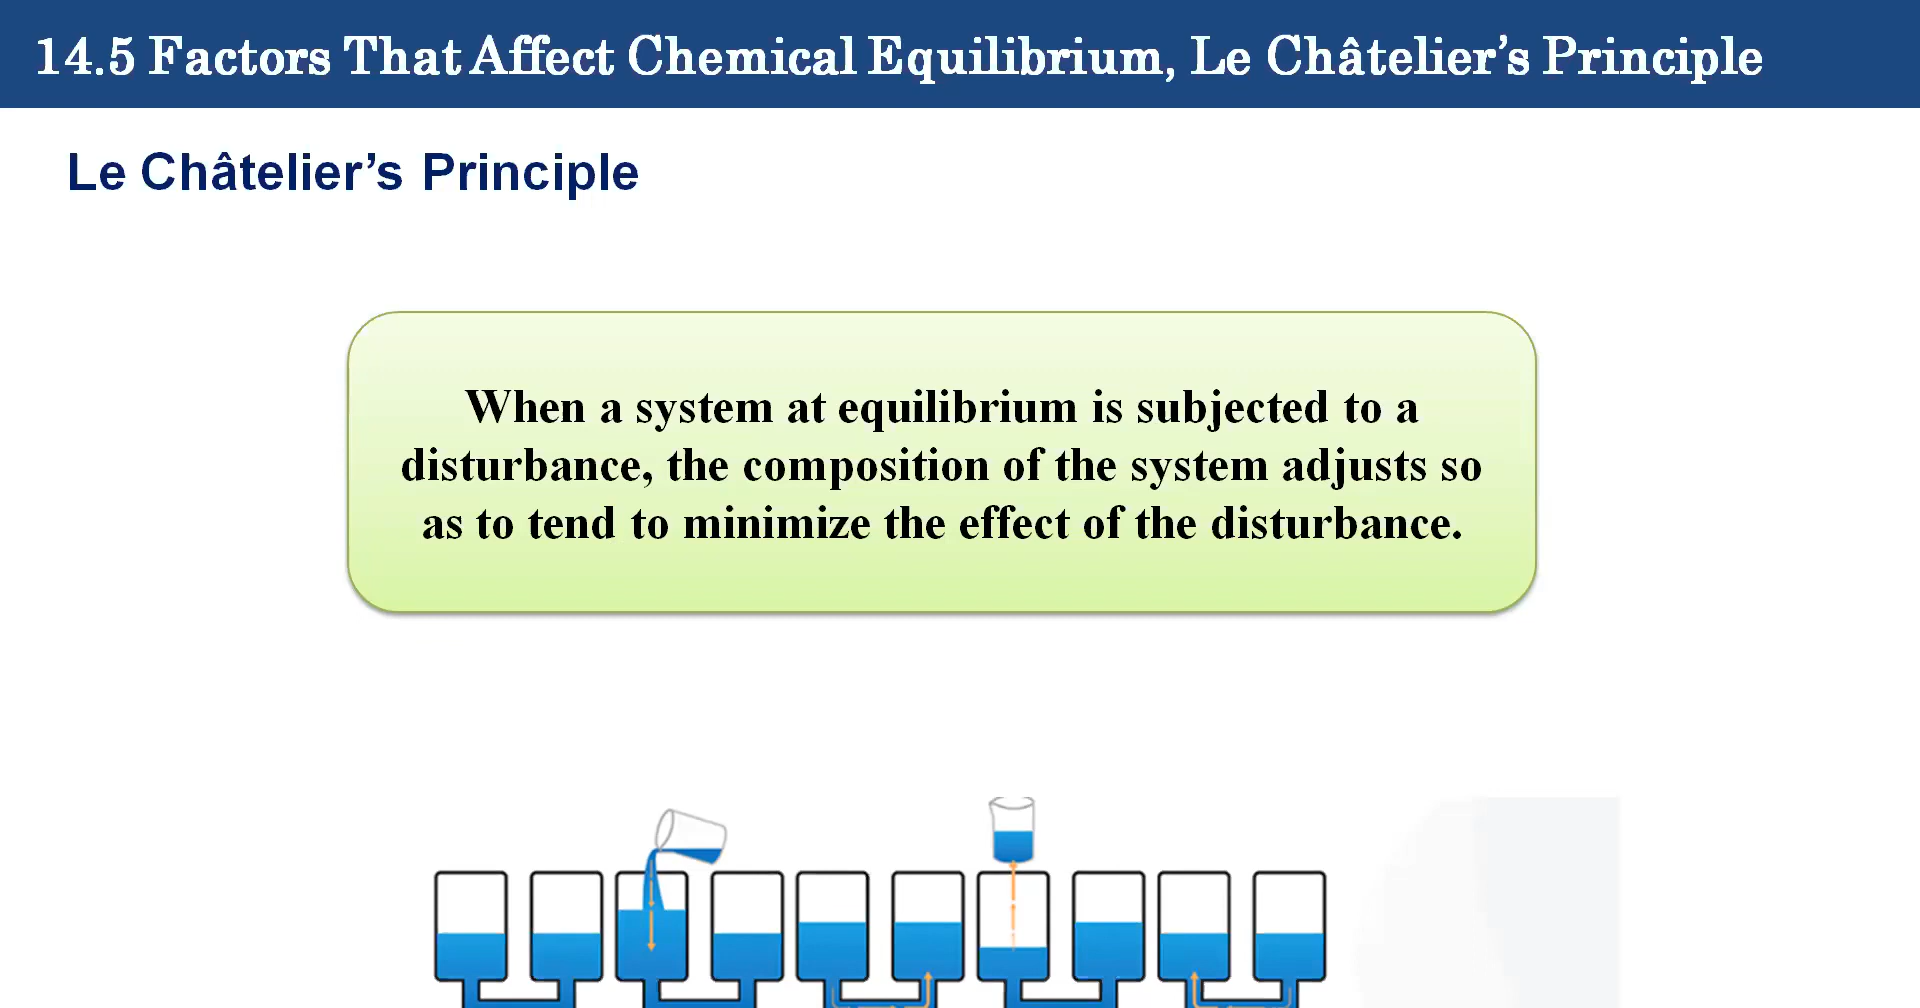 14.5 Factors That Affect Chemical Equilibrium, Le Châtelier’s Principle
Le Châtelier’s Principle
When a system at equilibrium is subjected to a
disturbance, the composition of the system adjusts so
as to tend to minimize the effect of the disturbance.